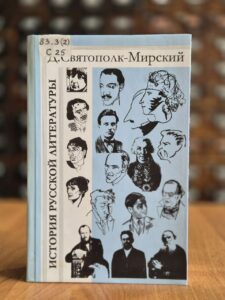 83.3(2)
С 25
Д. Святополк-Мирский
ИСТОРИЯ РУССКОЙ ЛИТЕРАТУРЫ